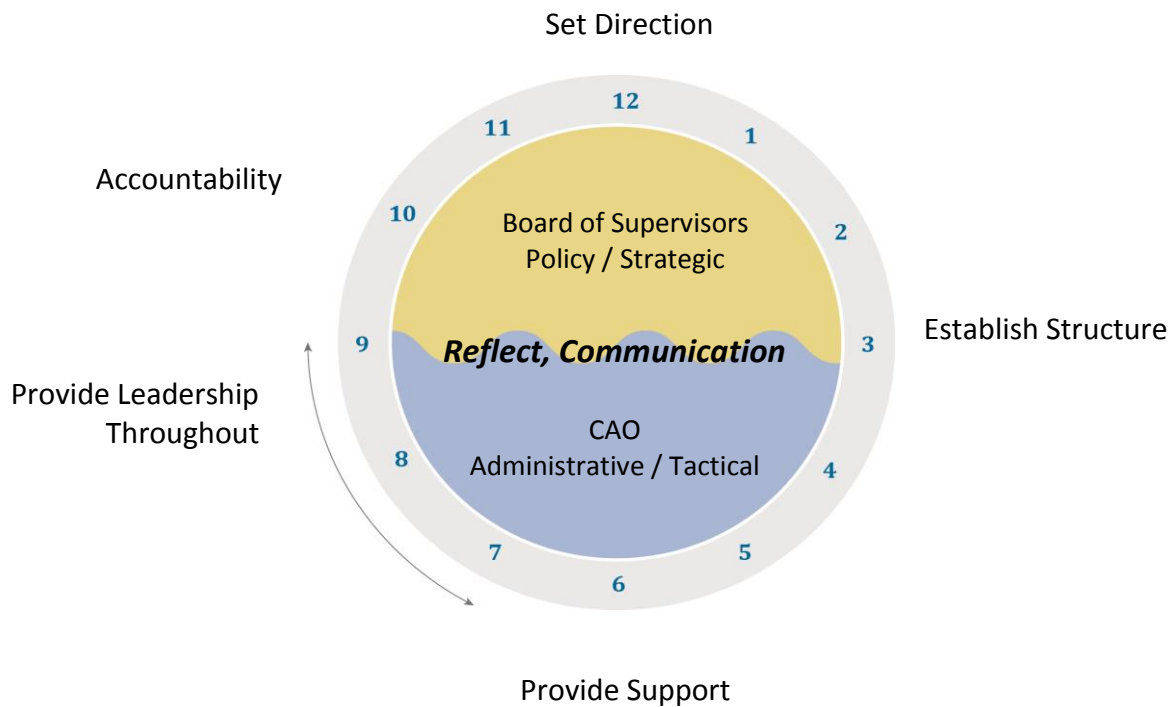 Set Direction
12
11
1
Accountability
10
2
Board of Supervisors
Policy / Strategic
Establish Structure
9
3
Reflect, Communication
Provide Leadership
Throughout
CAO
Administrative / Tactical
8
4
7
5
6
Provide Support